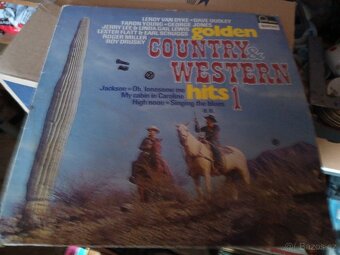 LEROY VAN DYKE • DAVE DUDLEY
FARON YOUNG • GEORGE JONES
JERRY LEE & LINDA GAIL LEWIS
LESTER FLATT & EARL SCRUGGS
ROGER MILLER
ROY DRUSKY
golden
COUNTRY &
WESTERN
hits 1
Jackson • Oh, lonesome me
My cabin in Caroline
High noon • Singing the blues